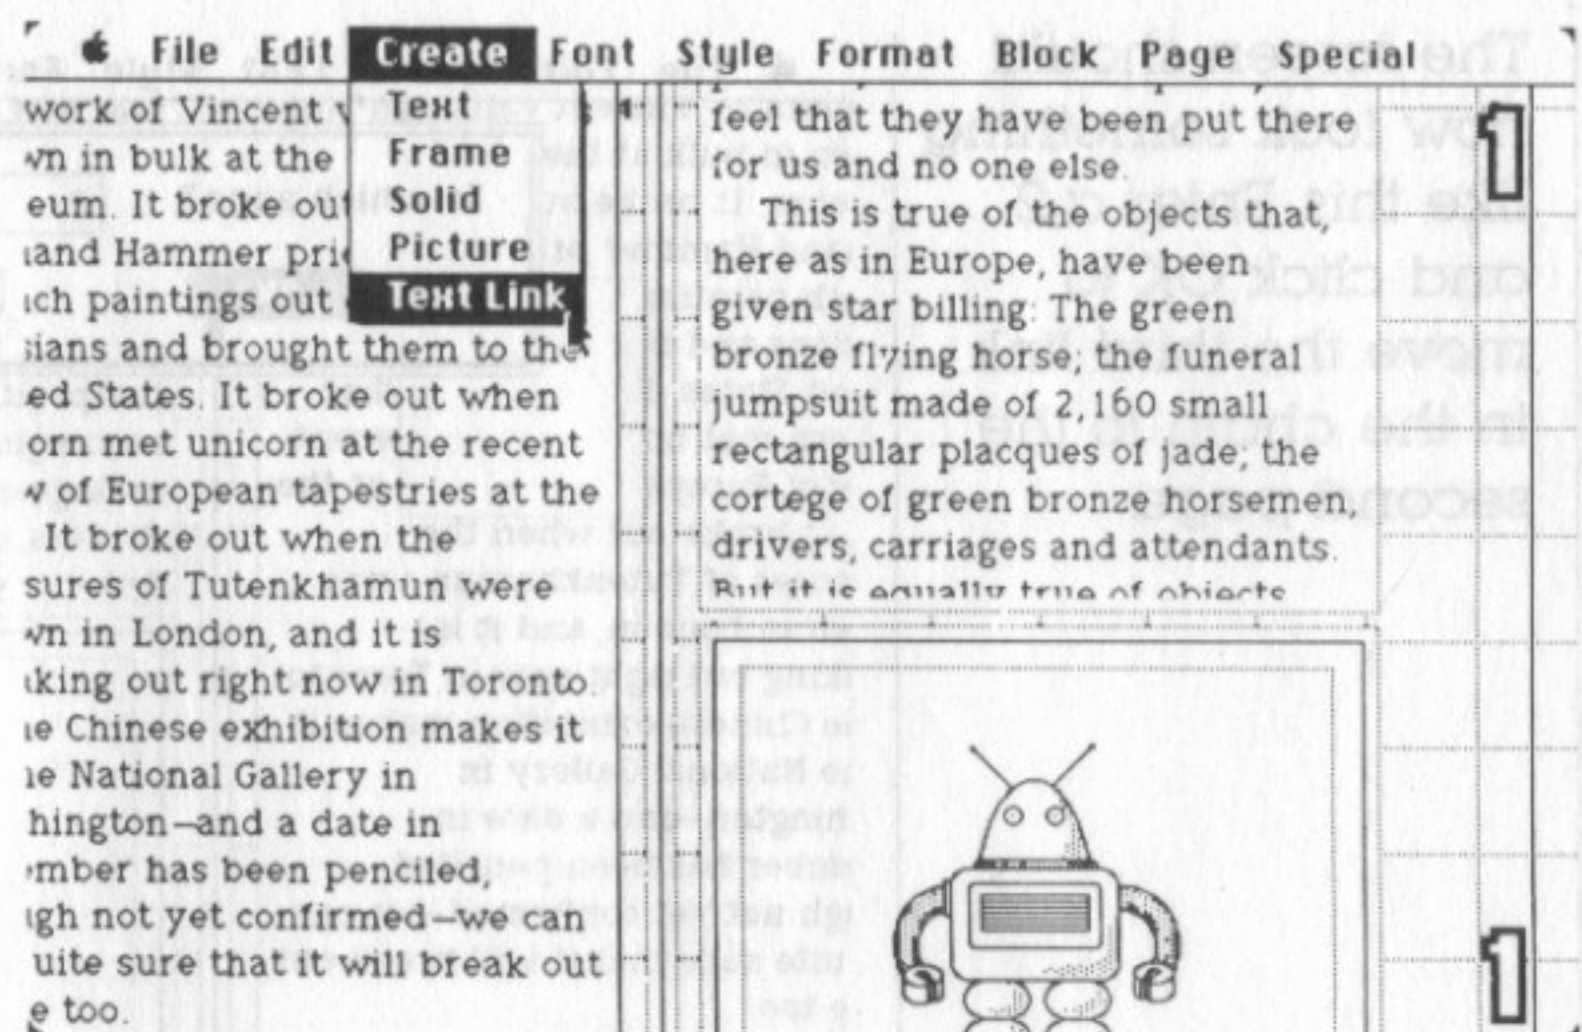 File Edit Create Font Style Format Block Page Special
Text
Frame
Solid
Picture
Text Link
work of Vincent
wn in bulk at the
eum. It broke out
and Hammer
ch paintings out
sians and brought them to the
ed States. It broke out when
orn met unicorn at the recent
w of European tapestries at the
It broke out when the
sures of Tutenkhamun were
wn in London, and it is
king out right now in Toronto
e Chinese exhibition makes it
e National Gallery in
hington—and a date in
mber has been penciled,
gh not yet confirmed—we can
uite sure that it will break out
e too.
feel that they have been put there
for us and no one else.
This is true of the objects that,
here as in Europe, have been
given star billing: The green
bronze flying horse; the funeral
jumpsuit made of 2,160 small
rectangular placques of jade; the
cortege of green bronze horsemen,
drivers, carriages and attendants.
But it is equally true of objects
1
1